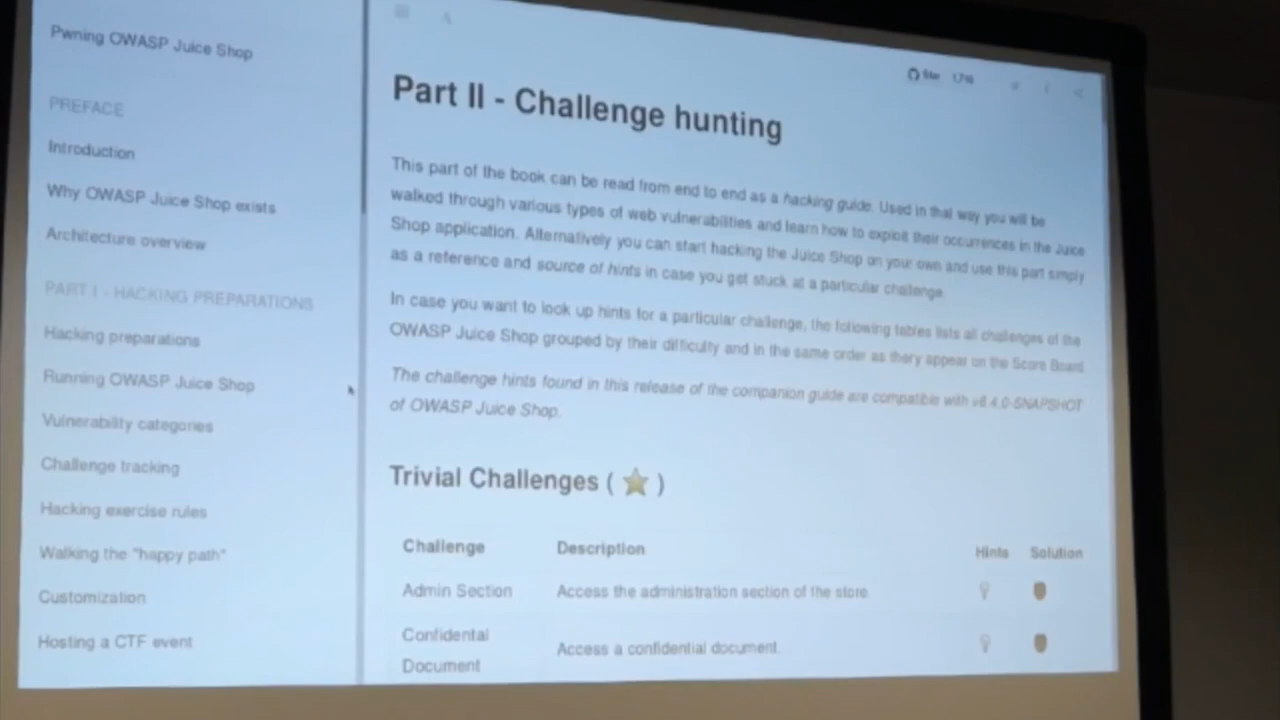 Pwning OWASP Juice Shop
PREFACE
Introduction
Why OWASP Juice Shop exists
Architecture overview
PART I - HACKING PREPARATIONS
Hacking preparations
Running OWASP Juice Shop
Vulnerability categories
Challenge tracking
Hacking exercise rules
Walking the "happy path"
Customization
Hosting a CTF event
A
Star
Part II - Challenge hunting
This part of the book can be read from end to end as a hacking guide. Used in that way you will be
walked through various types of web vulnerabilities and learn how to exploit their occurrences in the Juice
Shop application. Alternatively you can start hacking the Juice Shop on your own and use this part simply
as a reference and source of hints in case you get stuck at a particular challenge.
In case you want to look up hints for a particular challenge, the following tables lists all challenges of the
OWASP Juice Shop grouped by their difficulty and in the same order as they appear on the Score Board
The challenge hints found in this release of the companion guide are compatible with v8.4.0-SNAPSHOT
of OWASP Juice Shop.
Trivial Challenges ( ⭐ )
Challenge Description Hints Solution
Admin Section Access the administration section of the store.
Confidental
Document
Access a confidential document.